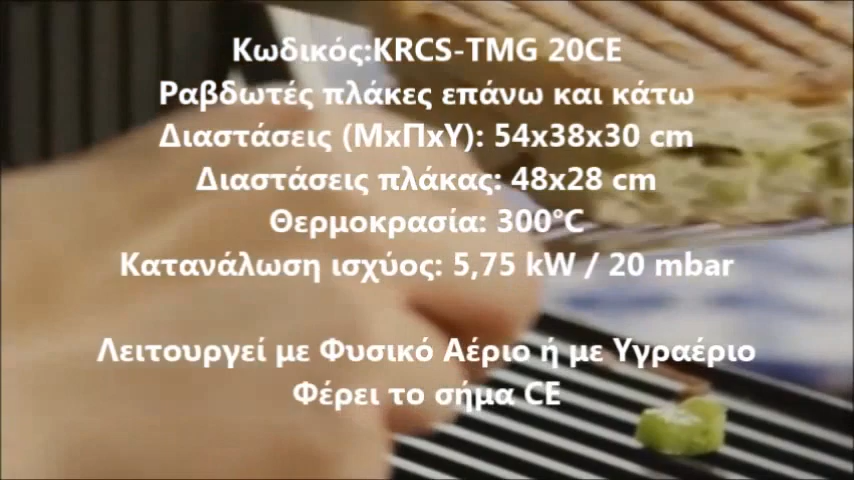 Κωδικός:KRCS-TMG 20CE
Ραβδωτές πλάκες επάνω και κάτω
Διαστάσεις (ΜxΠxΥ): 54x38x30 cm
Διαστάσεις πλάκας: 48x28 cm
Θερμοκρασία: 300°C
Κατανάλωση ισχύος: 5,75 kW / 20 mbar
Λειτουργεί με Φυσικό Αέριο ή με Υγραέριο
Φέρει το σήμα CE